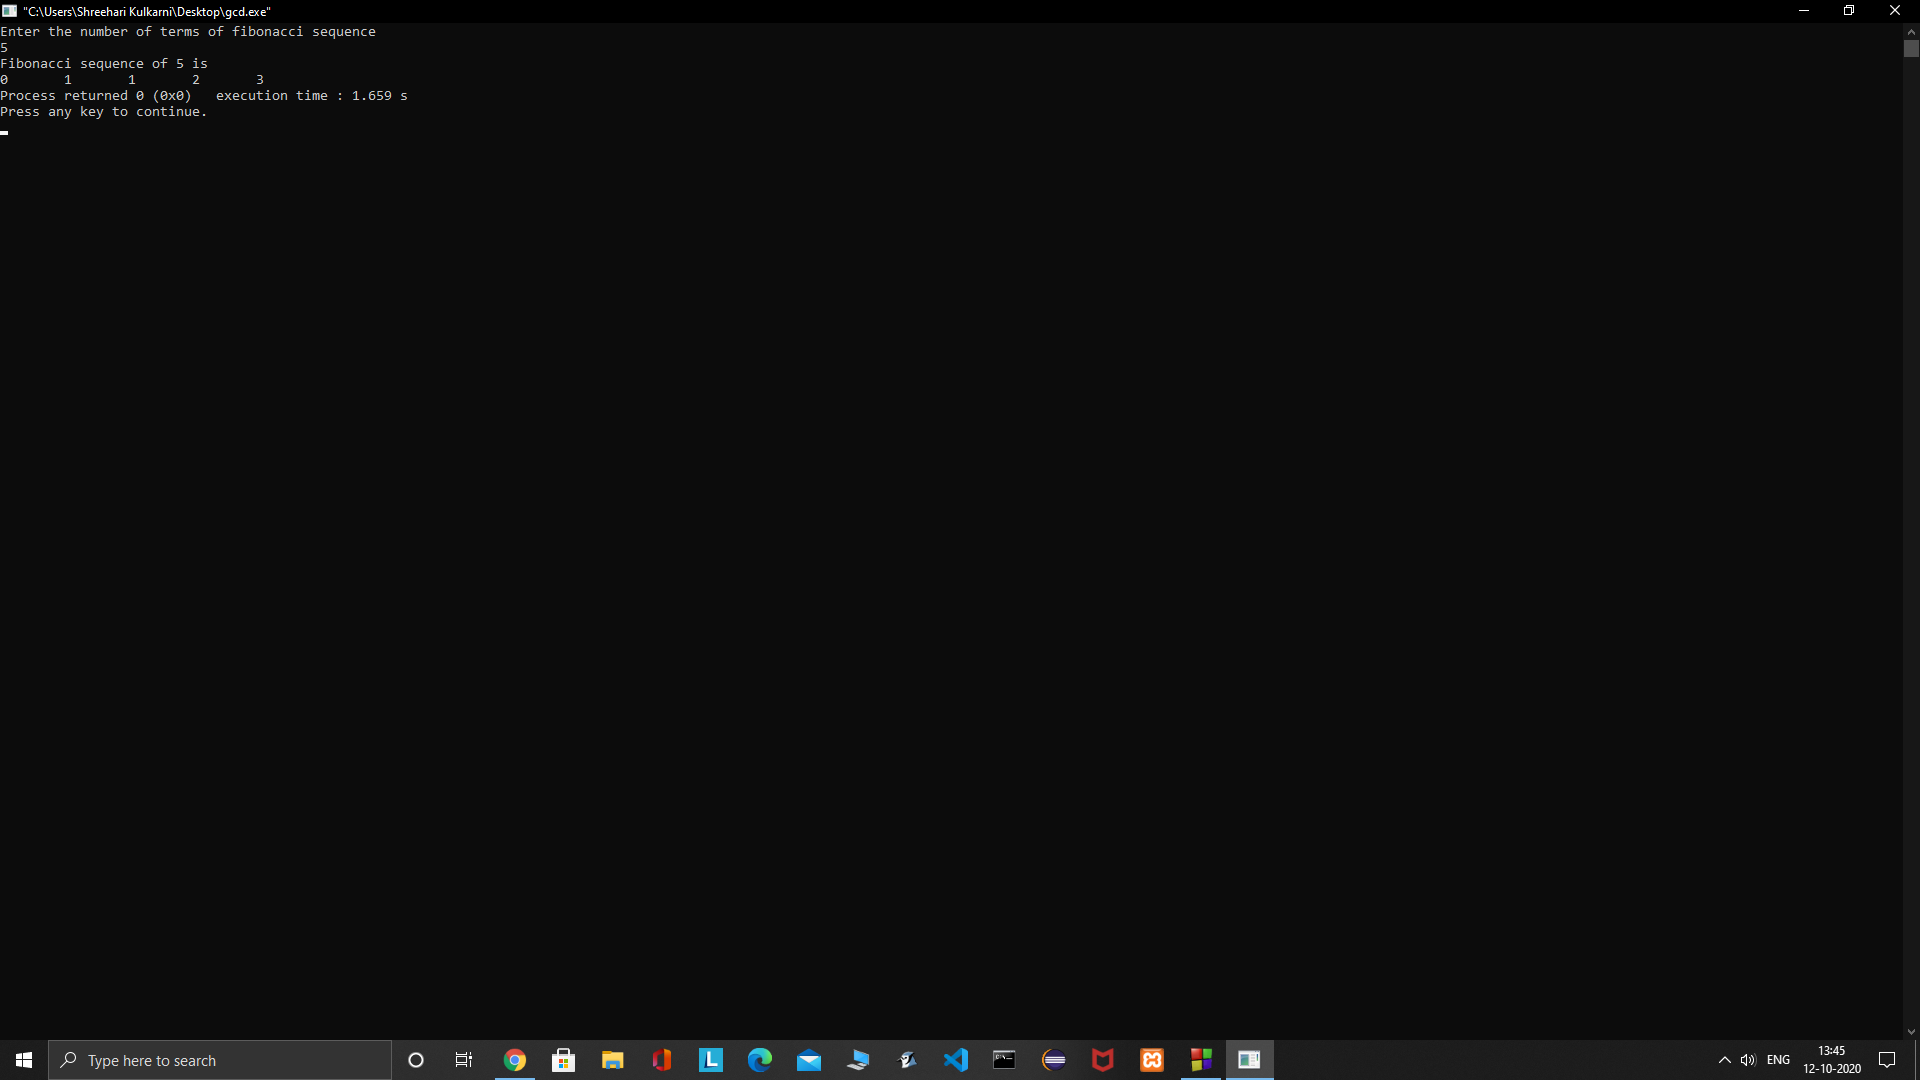 "C:\Users\Shreehari Kulkarni\Desktop\gcd.exe"
Enter the number of terms of fibonacci sequence
5
Fibonacci sequence of 5 is
0 1 1 2 3
Process returned 0 (0x0) execution time : 1.659 s
Press any key to continue.
Type here to search
L
ENG
13:45
12-10-2020